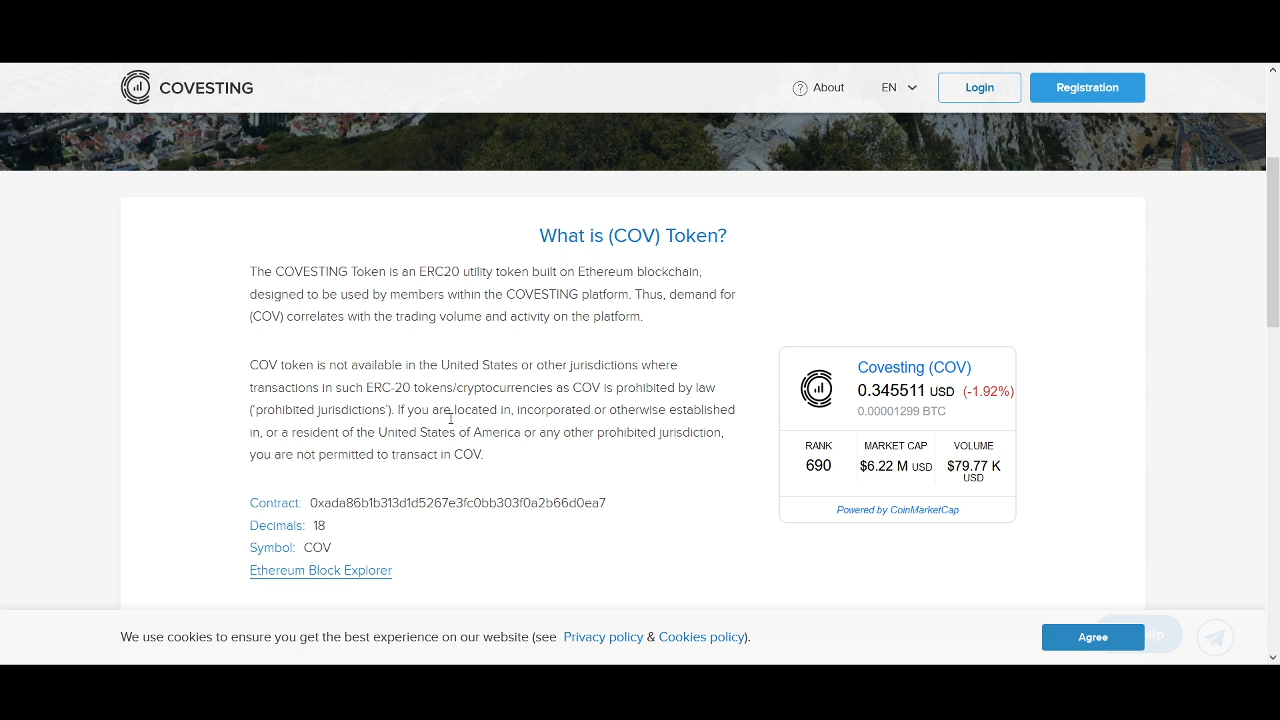 COVESTING
About
EN
Login
Registration
What is (COV) Token?
The COVESTING Token is an ERC20 utility token built on Ethereum blockchain,
designed to be used by members within the COVESTING platform. Thus, demand for
(COV) correlates with the trading volume and activity on the platform.
COV token is not available in the United States or other jurisdictions where
transactions in such ERC-20 tokens/cryptocurrencies as COV is prohibited by law
('prohibited jurisdictions'). If you are located in, incorporated or otherwise established
in, or a resident of the United States of America or any other prohibited jurisdiction,
you are not permitted to transact in COV.
Contract: 0xada86b1b313d1d5267e3fc0bb303f0a2b66d0ea7
Decimals: 18
Symbol: COV
Ethereum Block Explorer
Covesting (COV)
0.345511 USD (-1.92%)
0.00001299 BTC
RANK
690
MARKET CAP
$6.22 M USD
VOLUME
$79.77 K
USD
Powered by CoinMarketCap
We use cookies to ensure you get the best experience on our website (see Privacy policy & Cookies policy).
Agree